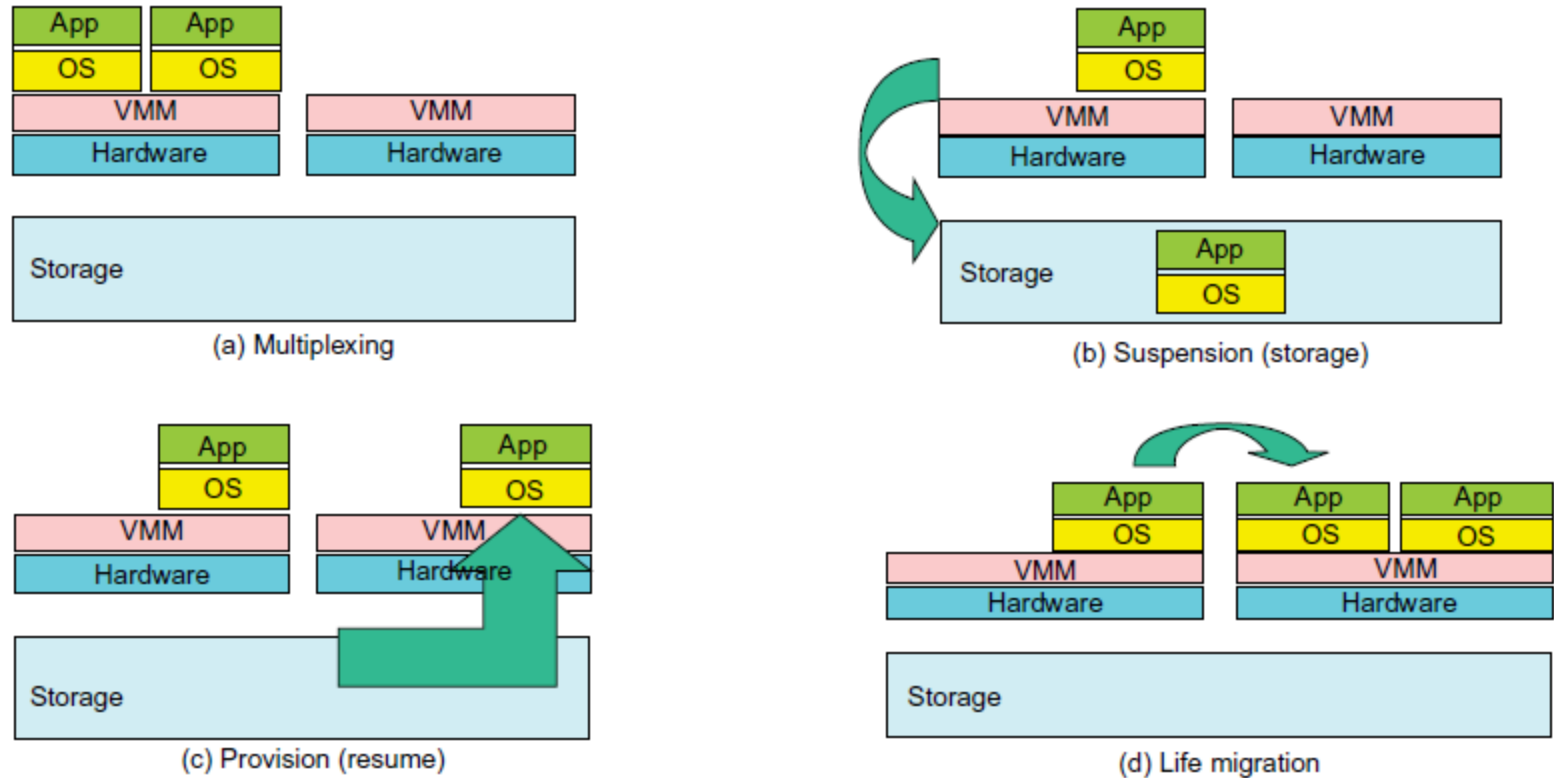 App App
OS OS
VMM VMM
Hardware Hardware
Storage
(a) Multiplexing
App
OS
VMM VMM
Hardware Hardware
App
Storage
OS
(b) Suspension (storage)
App App
OS OS
VMM VMM
Hardware Hardware
Storage
(c) Provision (resume)
App App App
OS OS OS
VMM VMM
Hardware Hardware
Storage
(d) Life migration